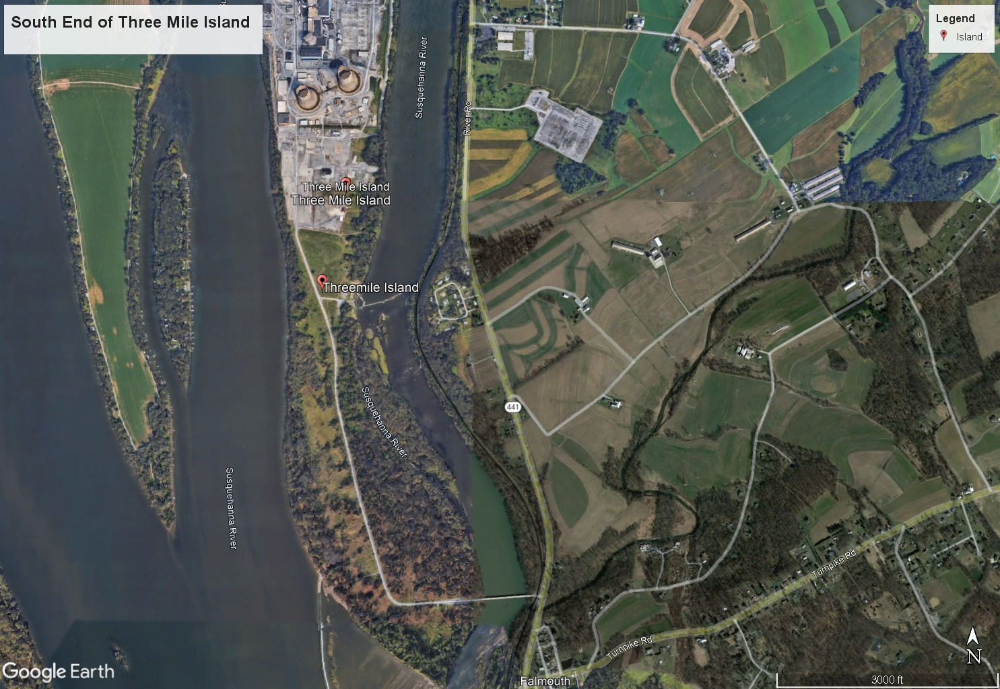 South End of Three Mile Island
Legend
Island
Susquehanna River
River Rd
Three Mile Island
Three Mile Island
Threemile Island
441
Susquehanna River
Susquehanna River
Turnpike Rd
Turnpike Rd
N
Google Earth
3000 ft
Falmouth